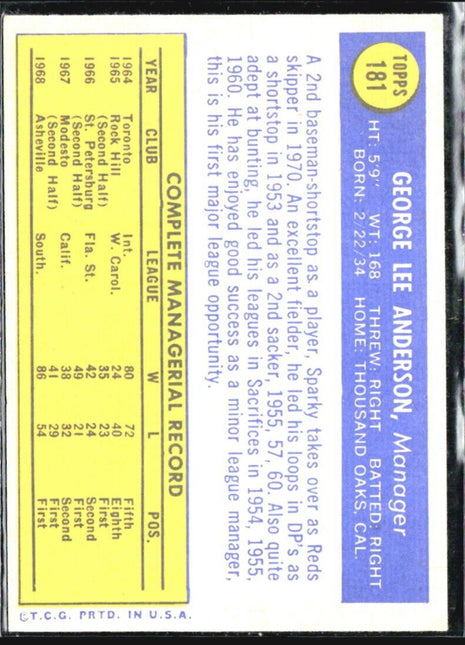 TOPPS
181
GEORGE LEE ANDERSON, Manager
HT: 5'9" WT: 168 THREW: RIGHT BATTED: RIGHT
BORN: 2/22/34 HOME: THOUSAND OAKS, CAL.
A 2nd baseman-shortstop as a player, Sparky takes over as Reds
skipper in 1970. An excellent fielder, he led his loops in DP's as
a shortstop in 1953 and as a 2nd sacker, 1955, 57, 60. Also quite
adept at bunting, he led his leagues in Sacrifices in 1954, 1955,
1960. He has enjoyed good success as a minor league manager,
this is his first major league opportunity.
COMPLETE MANAGERIAL RECORD
YEAR CLUB LEAGUE W L POS.
1964 Toronto Int. 80 72 Fifth
1965 Rock Hill W. Carol. 24 40 Eighth
(Second Half) 35 23 First
1966 St. Petersburg Fla. St. 42 24 Second
(Second Half) 49 21 First
1967 Modesto Calif. 38 32 Second
(Second Half) 41 29 First
1968 Asheville South. 86 54 First
©T.C.G. PRTD. IN U.S.A.